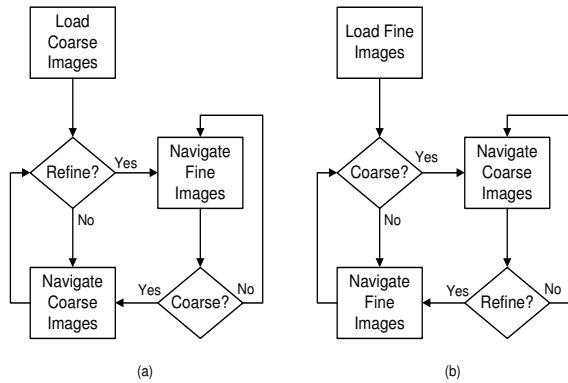 Load
Coarse
Images
Refine?
Yes
Navigate
Fine
Images
No
Navigate
Coarse
Images
Yes
Coarse?
No
(a)
Load Fine
Images
Coarse?
Yes
Navigate
Coarse
Images
No
Navigate
Fine
Images
Yes
Refine?
No
(b)